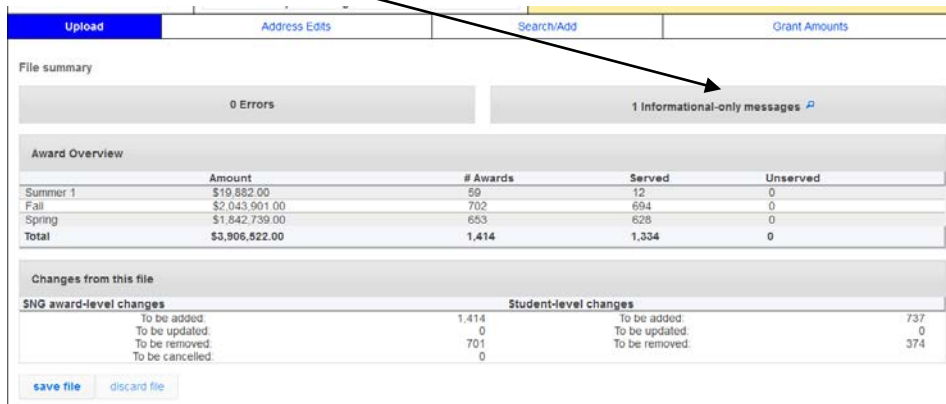 Upload Address Edits Search/Add Grant Amounts
File summary
0 Errors 1 Informational-only messages
Award Overview
Amount # Awards Served Unserved
Summer 1 $19,882.00 59 12 0
Fall $2,043,901.00 702 694 0
Spring $1,842,739.00 653 628 0
Total $3,906,522.00 1,414 1,334 0
Changes from this file
SNG award-level changes Student-level changes
To be added: 1,414 To be added: 737
To be updated: 0 To be updated: 0
To be removed: 701 To be removed: 374
To be cancelled: 0
save file discard file